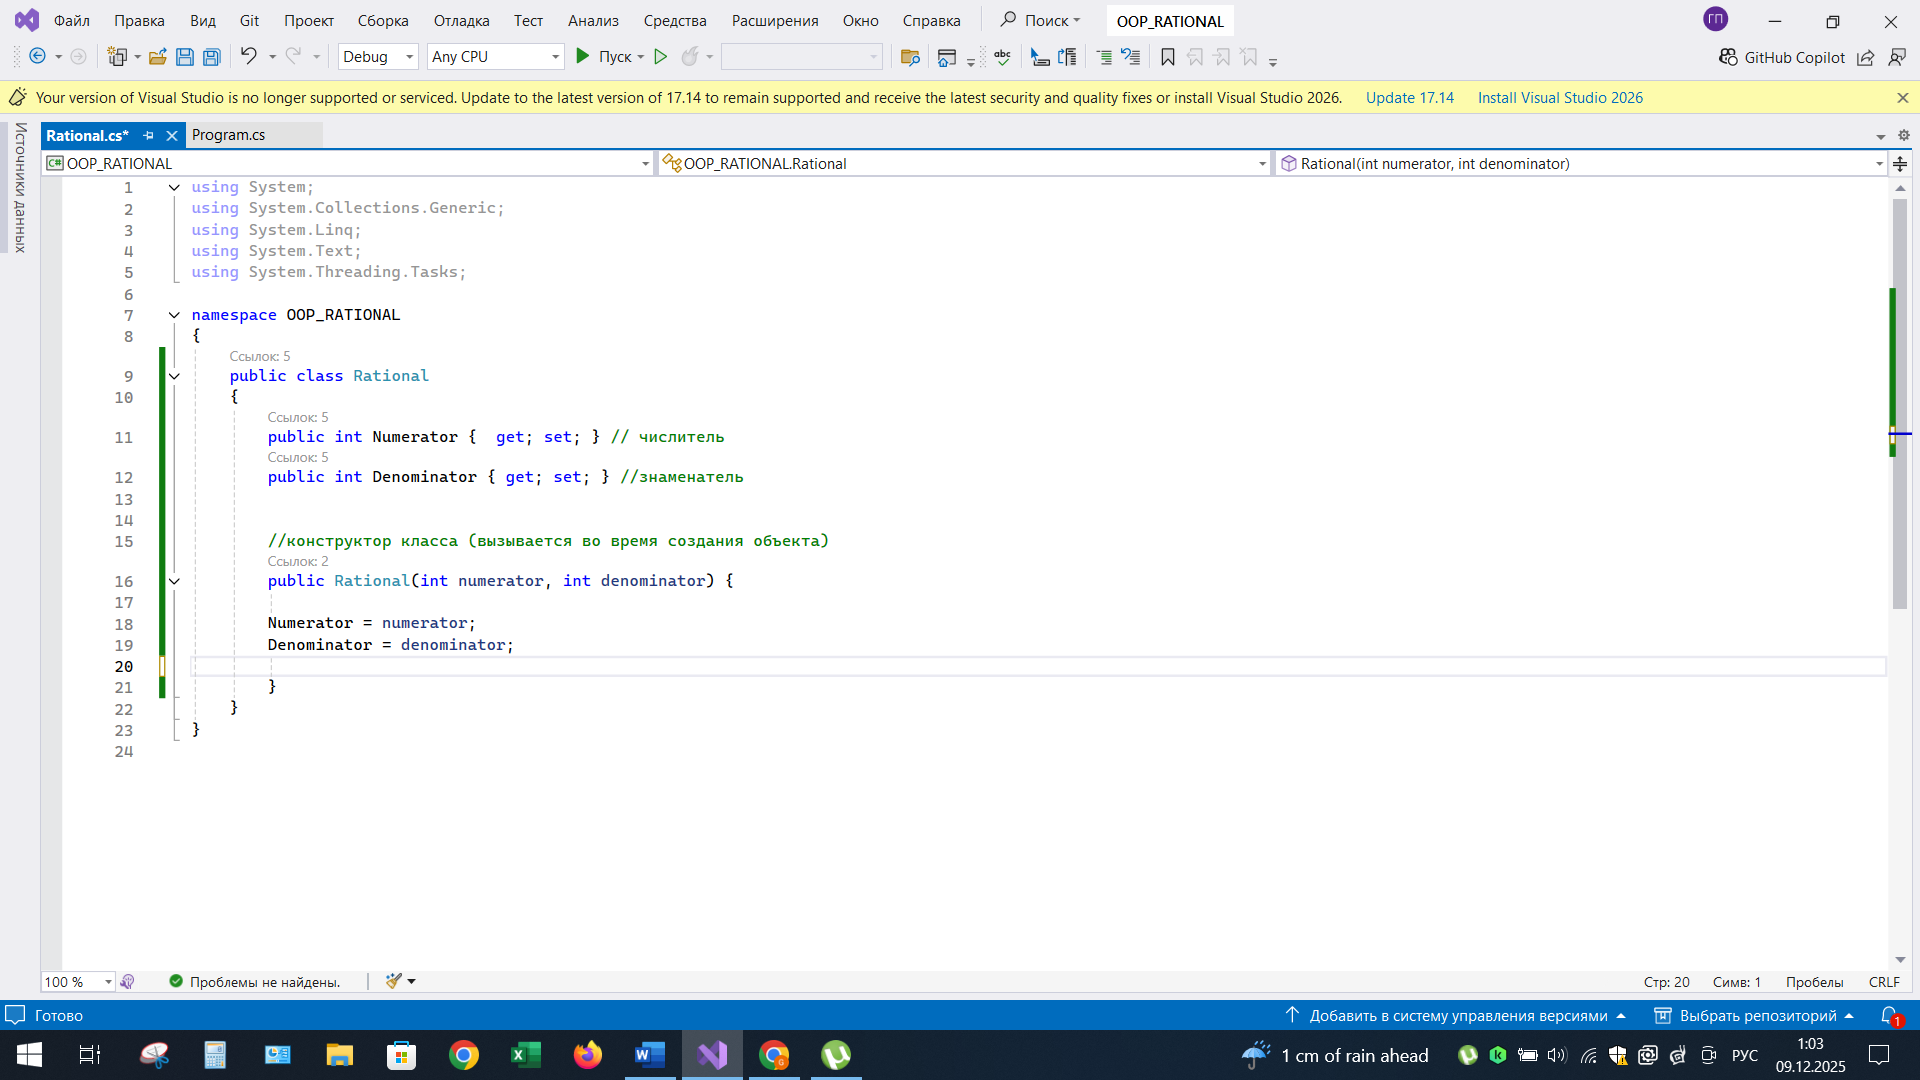 Файл Правка Вид Git Проект Сборка Отладка Тест Анализ Средства Расширения Окно Справка Поиск OOP_RATIONAL ГП
Debug Any CPU Пуск abc GitHub Copilot
Your version of Visual Studio is no longer supported or serviced. Update to the latest version of 17.14 to remain supported and receive the latest security and quality fixes or install Visual Studio 2026. Update 17.14 Install Visual Studio 2026
Источники данных
Rational.cs* Program.cs
C# OOP_RATIONAL OOP_RATIONAL.Rational Rational(int numerator, int denominator)
1 using System;
2 using System.Collections.Generic;
3 using System.Linq;
4 using System.Text;
5 using System.Threading.Tasks;
6
7 namespace OOP_RATIONAL
8 {
Ссылок: 5
9 public class Rational
10 {
Ссылок: 5
11 public int Numerator {  get; set; } // числитель
Ссылок: 5
12 public int Denominator { get; set; } //знаменатель
13
14
15 //конструктор класса (вызывается во время создания объекта)
Ссылок: 2
16 public Rational(int numerator, int denominator) {
17
18 Numerator = numerator;
19 Denominator = denominator;
20
21 }
22 }
23 }
24
100 % Проблемы не найдены. Стр: 20 Симв: 1 Пробелы CRLF
Готово Добавить в систему управления версиями Выбрать репозиторий 1
1 cm of rain ahead РУС 1:03
09.12.2025